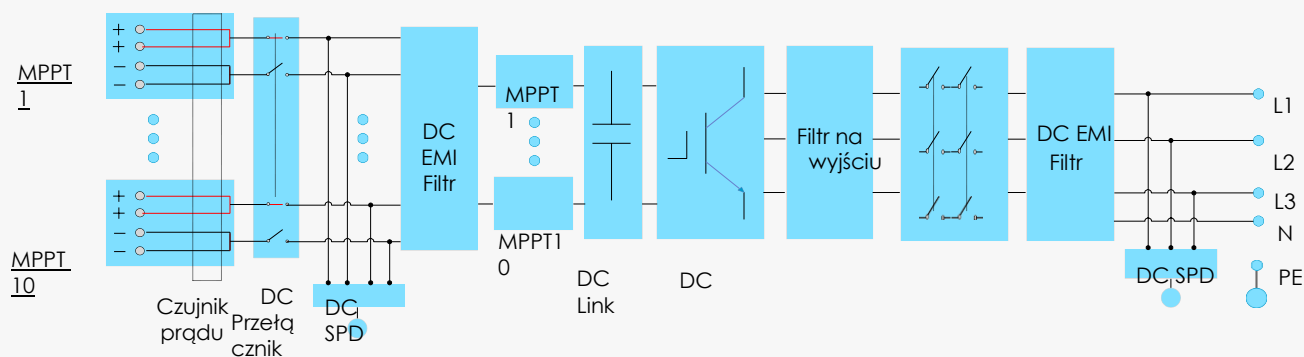 +
+
−
−
MPPT
1
+
+
−
−
MPPT
10
Czujnik
prądu
DC
Przełą
cznik
DC
SPD
DC
EMI
Filtr
MPPT
1
MPPT1
0
DC
Link
DC
Filtr na
wyjściu
DC EMI
Filtr
L1
L2
L3
N
DC SPD
PE